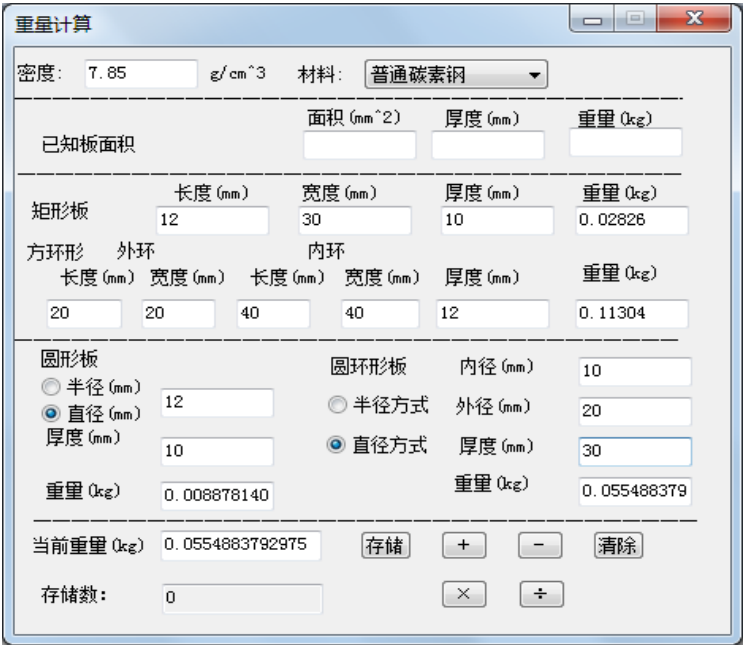 重量计算
密度: 7.85 g/cm^3 材料: 普通碳素钢
面积(mm^2) 厚度(mm) 重量(kg)
已知板面积
长度(mm) 宽度(mm) 厚度(mm) 重量(kg)
矩形板 12 30 10 0.02826
方环形 外环 内环
长度(mm) 宽度(mm) 长度(mm) 宽度(mm) 厚度(mm) 重量(kg)
20 20 40 40 12 0.11304
圆形板 圆环形板 内径(mm) 10
半径(mm)
直径(mm) 12 半径方式 外径(mm) 20
厚度(mm) 10 直径方式 厚度(mm) 30
重量(kg) 0.008878140 重量(kg) 0.055488379
当前重量(kg) 0.0554883792975 存储 + - 清除
存储数: 0 × ÷